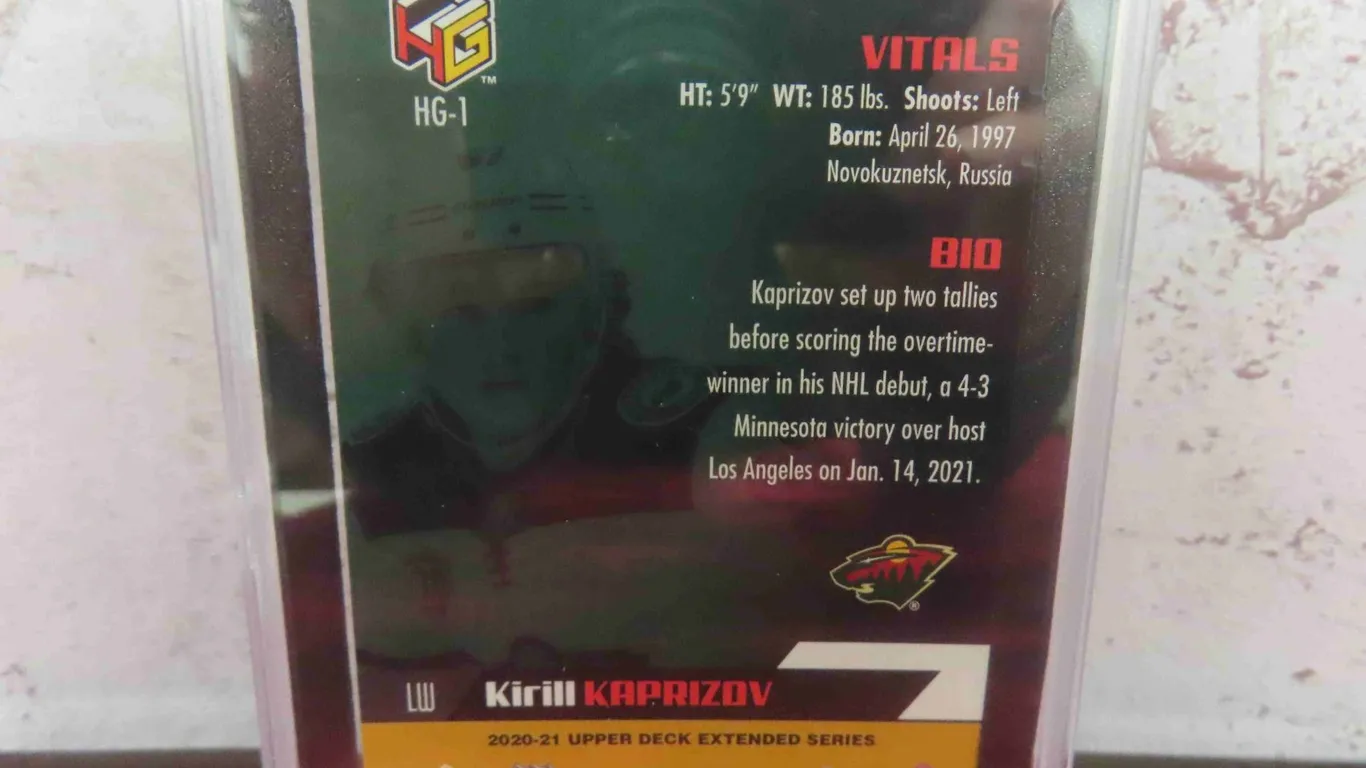 HG ™
HG-1
VITALS
HT: 5'9" WT: 185 lbs. Shoots: Left
Born: April 26, 1997
Novokuznetsk, Russia
BIO
Kaprizov set up two tallies
before scoring the overtime-
winner in his NHL debut, a 4-3
Minnesota victory over host
Los Angeles on Jan. 14, 2021.
®
LW Kirill KAPRIZOV
2020-21 UPPER DECK EXTENDED SERIES